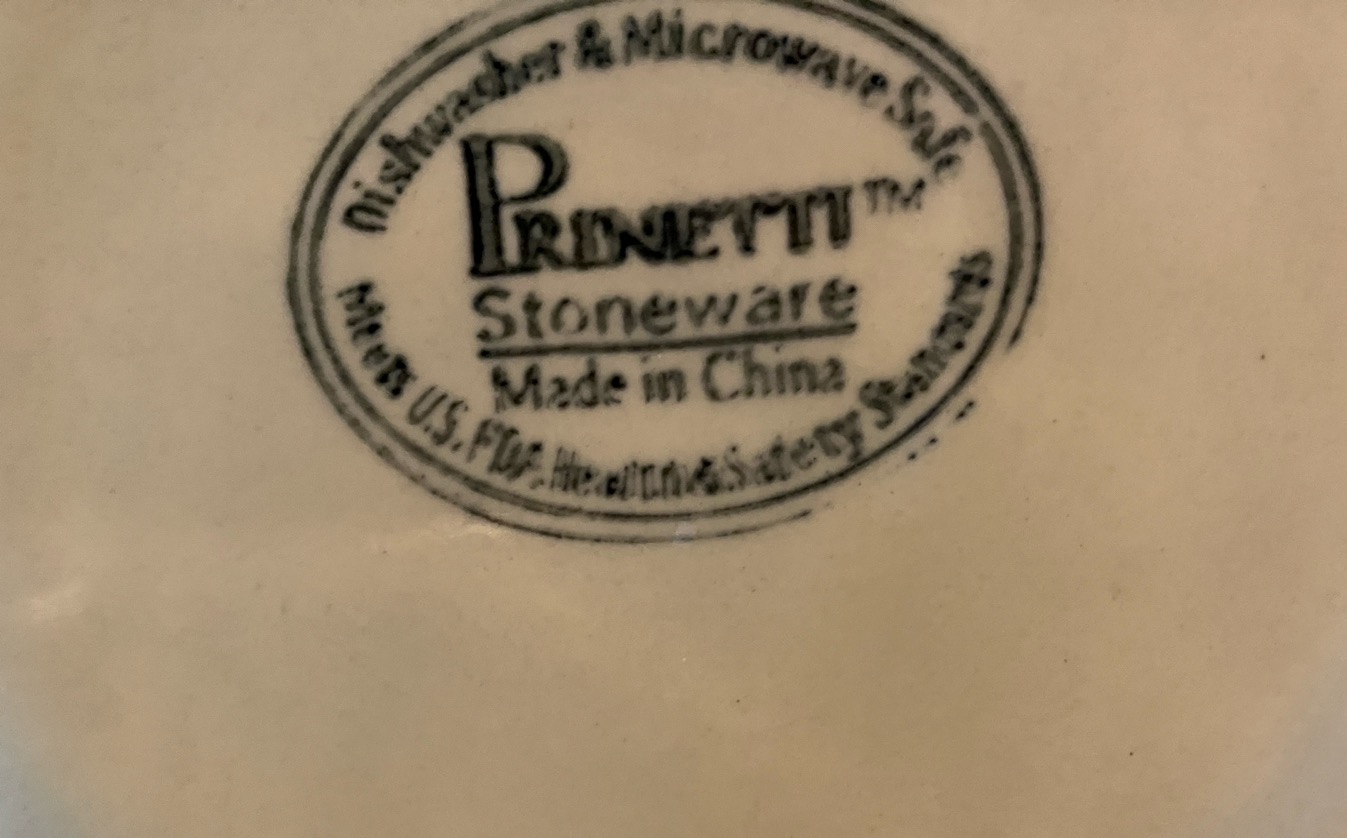 Dishwasher & Microwave Safe
PRINETTI™
Stoneware
Made in China
Meets U.S. FDA Health & Safety Standards